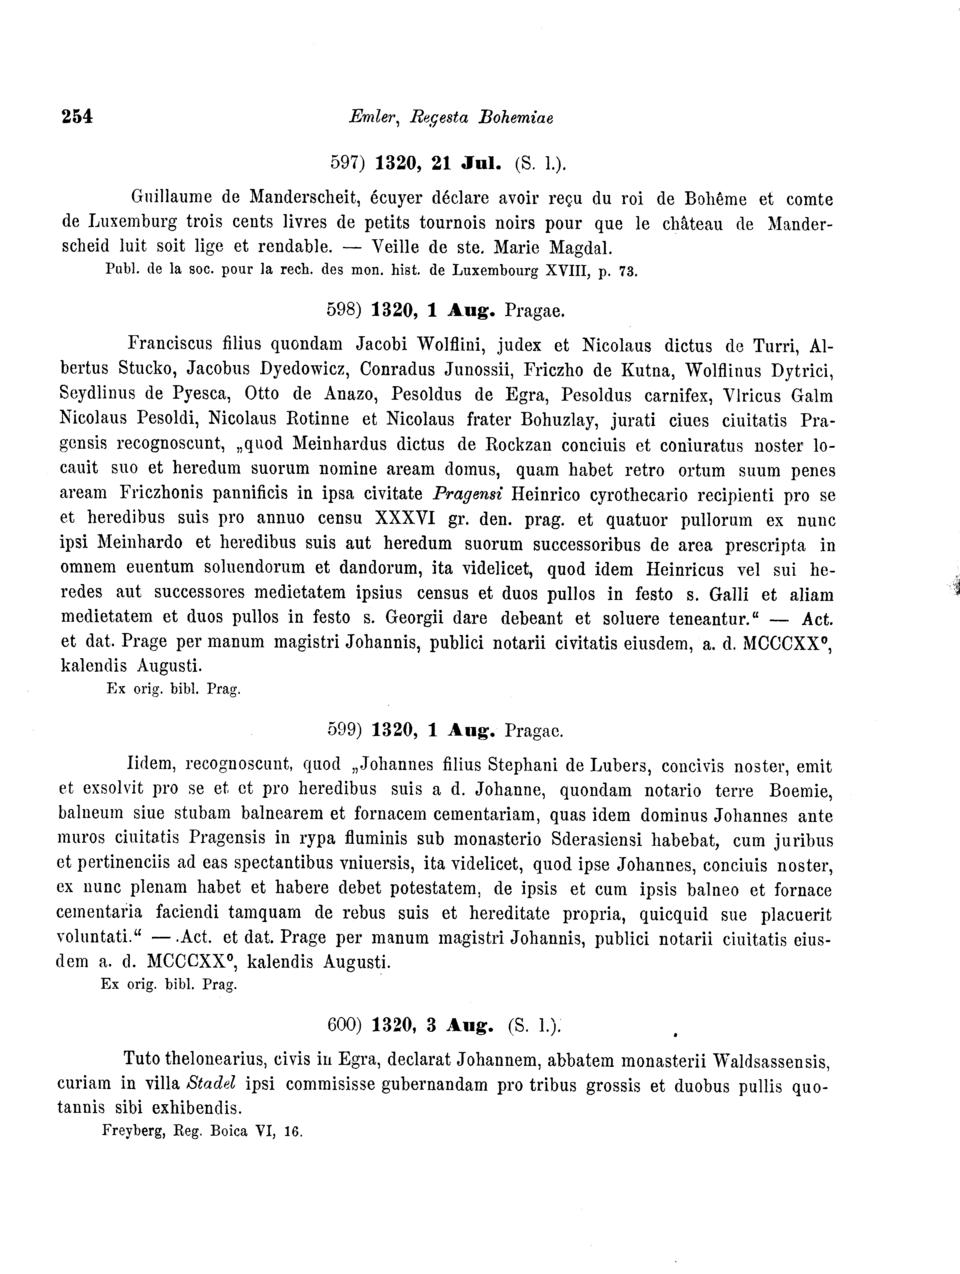 254 Emler, Regesta Bohemiae
597) 1320, 21 Jul. (S. l.).
Guillaume de Manderscheit, écuyer déclare avoir reçu du roi de Bohême et comte
de Luxemburg trois cents livres de petits tournois noirs pour que le château de Mander-
scheid luit soit lige et rendable. — Veille de ste. Marie Magdal.
Publ. de la soc. pour la rech. des mon. hist. de Luxembourg XVIII, p. 73.
598) 1320, 1 Aug. Pragae.
Franciscus filius quondam Jacobi Wolflini, judex et Nicolaus dictus de Turri, Al-
bertus Stucko, Jacobus Dyedowicz, Conradus Junossii, Friczho de Kutna, Wolflinus Dytrici,
Seydlinus de Pyesca, Otto de Anazo, Pesoldus de Egra, Pesoldus carnifex, Vlricus Galm
Nicolaus Pesoldi, Nicolaus Rotinne et Nicolaus frater Bohuzlay, jurati ciues ciuitatis Pra-
gensis recognoscunt, „quod Meinhardus dictus de Rockzan conciuis et coniuratus noster lo-
cauit suo et heredum suorum nomine aream domus, quam habet retro ortum suum penes
aream Friczhonis pannificis in ipsa civitate Pragensi Heinrico cyrothecario recipienti pro se
et heredibus suis pro annuo censu XXXVI gr. den. prag. et quatuor pullorum ex nunc
ipsi Meinhardo et heredibus suis aut heredum suorum successoribus de area prescripta in
omnem euentum soluendorum et dandorum, ita videlicet, quod idem Heinricus vel sui he-
redes aut successores medietatem ipsius census et duos pullos in festo s. Galli et aliam
medietatem et duos pullos in festo s. Georgii dare debeant et soluere teneantur.“ — Act.
et dat. Prage per manum magistri Johannis, publici notarii civitatis eiusdem, a. d. MCCCXX⁰,
kalendis Augusti.
Ex orig. bibl. Prag.
599) 1320, 1 Aug. Pragae.
Iidem, recognoscunt, quod „Johannes filius Stephani de Lubers, concivis noster, emit
et exsolvit pro se et et pro heredibus suis a d. Johanne, quondam notario terre Boemie,
balneum siue stubam balnearem et fornacem cementariam, quas idem dominus Johannes ante
muros ciuitatis Pragensis in rypa fluminis sub monasterio Sderasiensi habebat, cum juribus
et pertinenciis ad eas spectantibus vniuersis, ita videlicet, quod ipse Johannes, conciuis noster,
ex nunc plenam habet et habere debet potestatem, de ipsis et cum ipsis balneo et fornace
cementaria faciendi tamquam de rebus suis et hereditate propria, quicquid sue placuerit
voluntati.“ — Act. et dat. Prage per manum magistri Johannis, publici notarii ciuitatis eius-
dem a. d. MCCCXX⁰, kalendis Augusti.
Ex orig. bibl. Prag.
600) 1320, 3 Aug. (S. l.).
Tuto thelonearius, civis in Egra, declarat Johannem, abbatem monasterii Waldsassensis,
curiam in villa Stadel ipsi commisisse gubernandam pro tribus grossis et duobus pullis quo-
tannis sibi exhibendis.
Freyberg, Reg. Boica VI, 16.